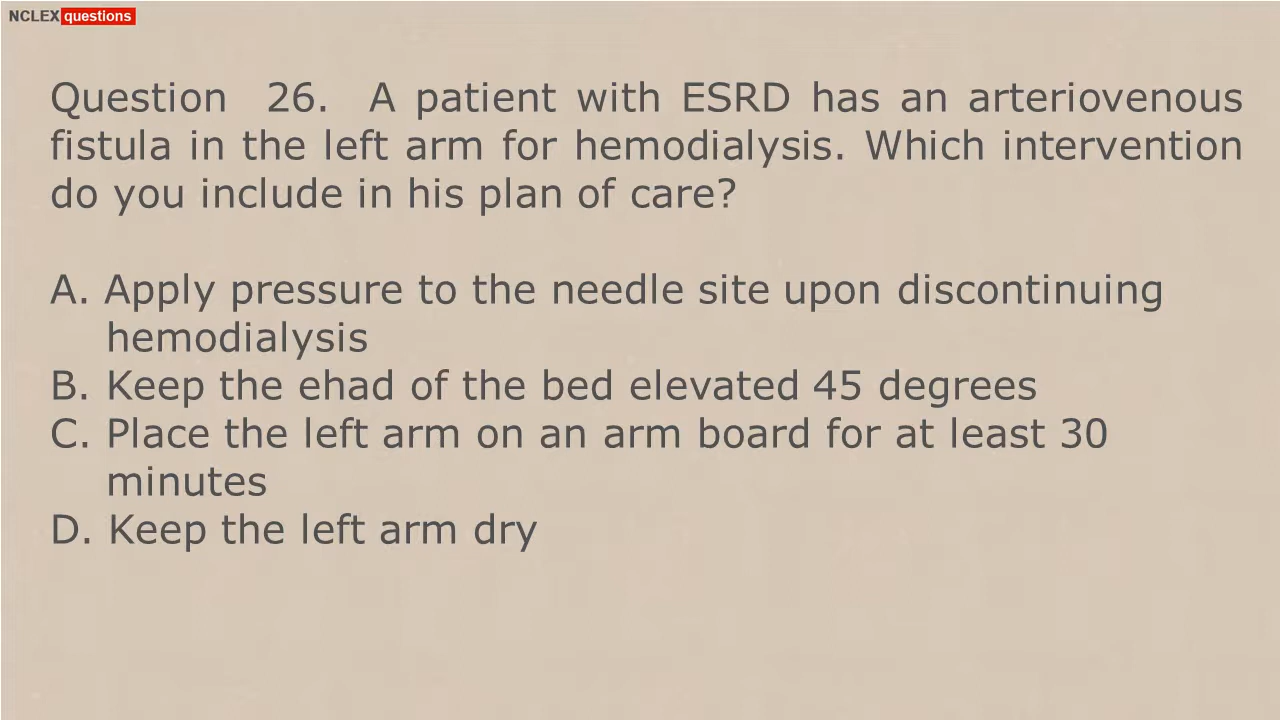 NCLEX questions
Question 26. A patient with ESRD has an arteriovenous
fistula in the left arm for hemodialysis. Which intervention
do you include in his plan of care?
A. Apply pressure to the needle site upon discontinuing
hemodialysis
B. Keep the ehad of the bed elevated 45 degrees
C. Place the left arm on an arm board for at least 30
minutes
D. Keep the left arm dry